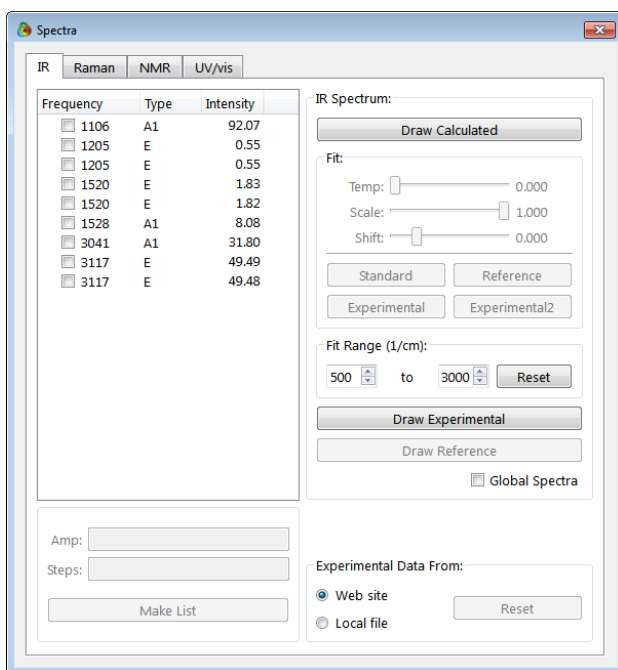 Spectra
IR Raman NMR UV/vis
Frequency Type Intensity
1106 A1 92.07
1205 E 0.55
1205 E 0.55
1520 E 1.83
1520 E 1.82
1528 A1 8.08
3041 A1 31.80
3117 E 49.49
3117 E 49.48
Amp:
Steps:
Make List
IR Spectrum:
Draw Calculated
Fit:
Temp: 0.000
Scale: 1.000
Shift: 0.000
Standard Reference
Experimental Experimental2
Fit Range (1/cm):
500 to 3000 Reset
Draw Experimental
Draw Reference
Global Spectra
Experimental Data From:
Web site
Local file
Reset